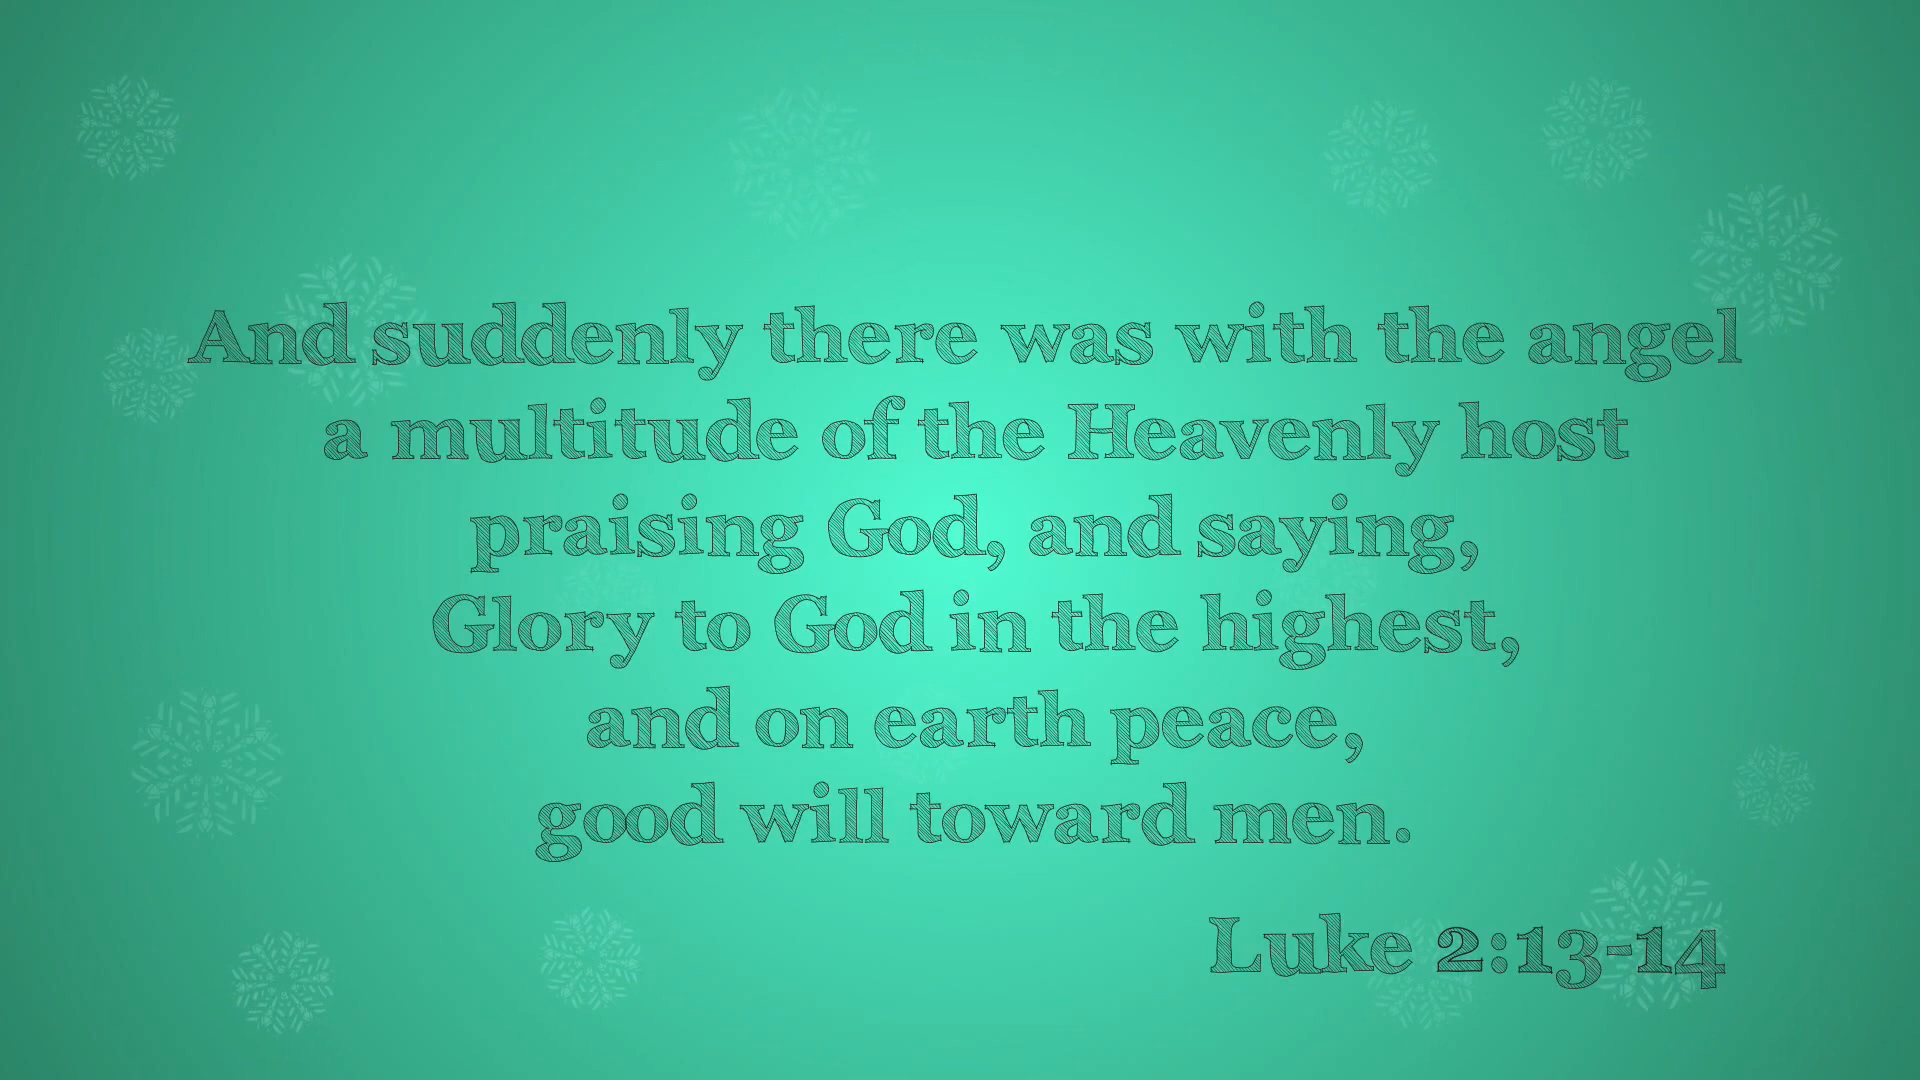 And suddenly there was with the angel
a multitude of the Heavenly host
praising God, and saying,
Glory to God in the highest,
and on earth peace,
good will toward men.
Luke 2:13-14